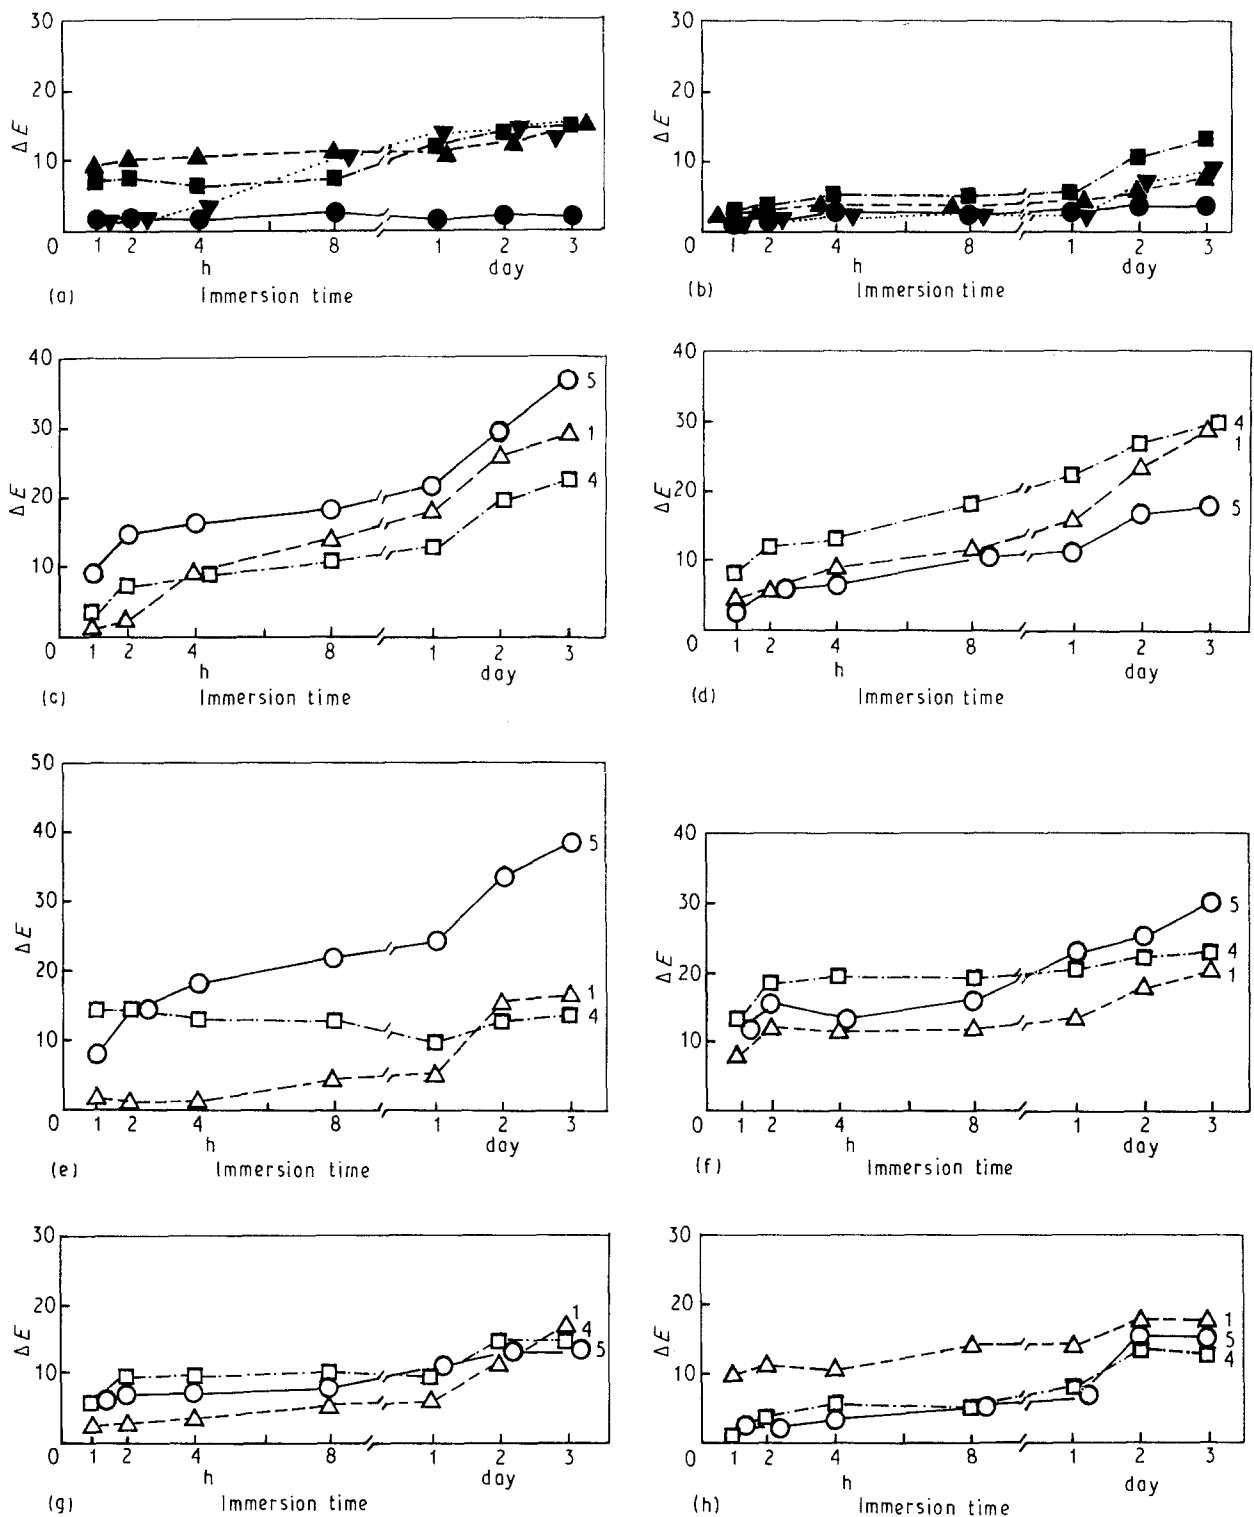 30
20
ΔE
10
0
1 2 4 8 1 2 3
h day
(a) Immersion time
30
20
ΔE
10
0
1 2 4 8 1 2 3
h day
(b) Immersion time
40
5
30
1
ΔE
20
4
10
0
1 2 4 8 1 2 3
h day
(c) Immersion time
40
30
4
1
ΔE
20
5
10
0
1 2 4 8 1 2 3
h day
(d) Immersion time
50
40
5
30
ΔE
20
1
4
10
0
1 2 4 8 1 2 3
h day
(e) Immersion time
40
30
5
4
ΔE
20
1
10
0
1 2 4 8 1 2 3
h day
(f) Immersion time
30
20
ΔE
1
4
5
10
0
1 2 4 8 1 2 3
h day
(g) Immersion time
30
20
ΔE
1
5
4
10
0
1 2 4 8 1 2 3
h day
(h) Immersion time